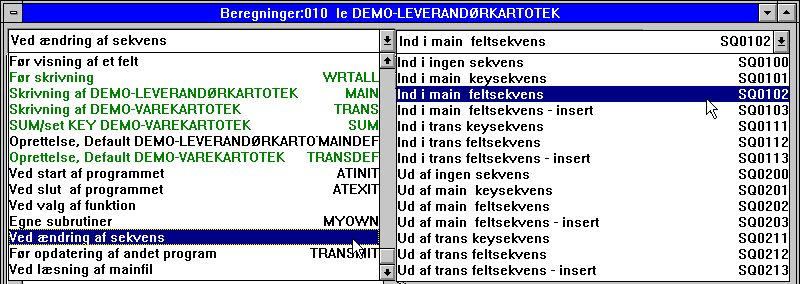 Beregninger:010 le DEMO-LEVERANDØRKARTOTEK
Ved ændring af sekvens
Før visning af et felt
Før skrivning WRTALL
Skrivning af DEMO-LEVERANDØRKARTOTEK MAIN
Skrivning af DEMO-VAREKARTOTEK TRANS
SUM/set KEY DEMO-VAREKARTOTEK SUM
Oprettelse, Default DEMO-LEVERANDØRKARTO MAINDEF
Oprettelse, Default DEMO-VAREKARTOTEK TRANSDEF
Ved start af programmet ATINIT
Ved slut af programmet ATEXIT
Ved valg af funktion
Egne subrutiner MYOWN
Ved ændring af sekvens
Før opdatering af andet program TRANSMIT
Ved læsning af mainfil
Ind i main feltsekvens SQ0102
Ind i ingen sekvens SQ0100
Ind i main keysekvens SQ0101
Ind i main feltsekvens SQ0102
Ind i main feltsekvens - insert SQ0103
Ind i trans keysekvens SQ0111
Ind i trans feltsekvens SQ0112
Ind i trans feltsekvens - insert SQ0113
Ud af ingen sekvens SQ0200
Ud af main keysekvens SQ0201
Ud af main feltsekvens SQ0202
Ud af main feltsekvens - insert SQ0203
Ud af trans keysekvens SQ0211
Ud af trans feltsekvens SQ0212
Ud af trans feltsekvens - insert SQ0213